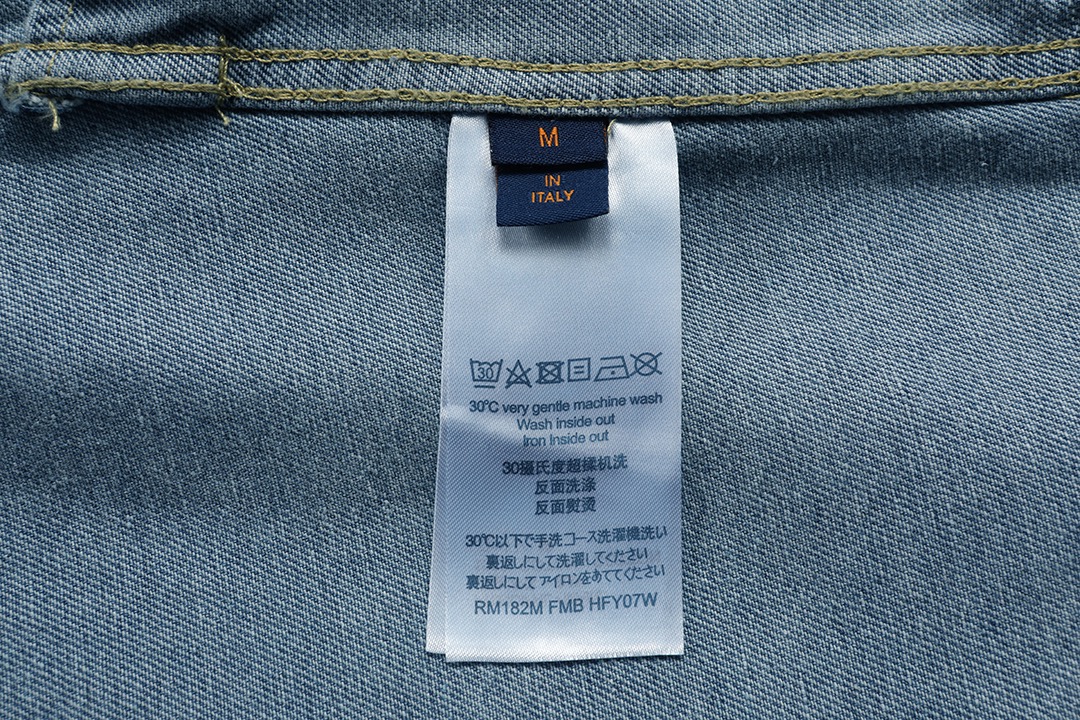 M
IN
ITALY
30
30℃ very gentle machine wash
Wash inside out
Iron Inside out
30摄氏度超揉机洗
反面洗涤
反面熨烫
30℃以下で手洗コース洗濯機洗い
裏返しにして洗濯してください
裏返しにして アイロンをあててください
RM182M FMB HFY07W